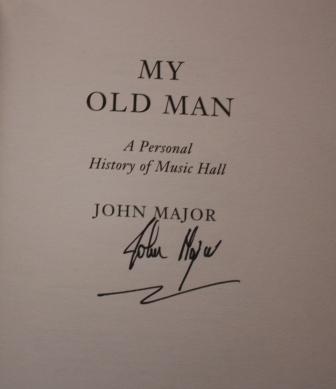 MY
OLD MAN
A Personal
History of Music Hall
JOHN MAJOR
John Major